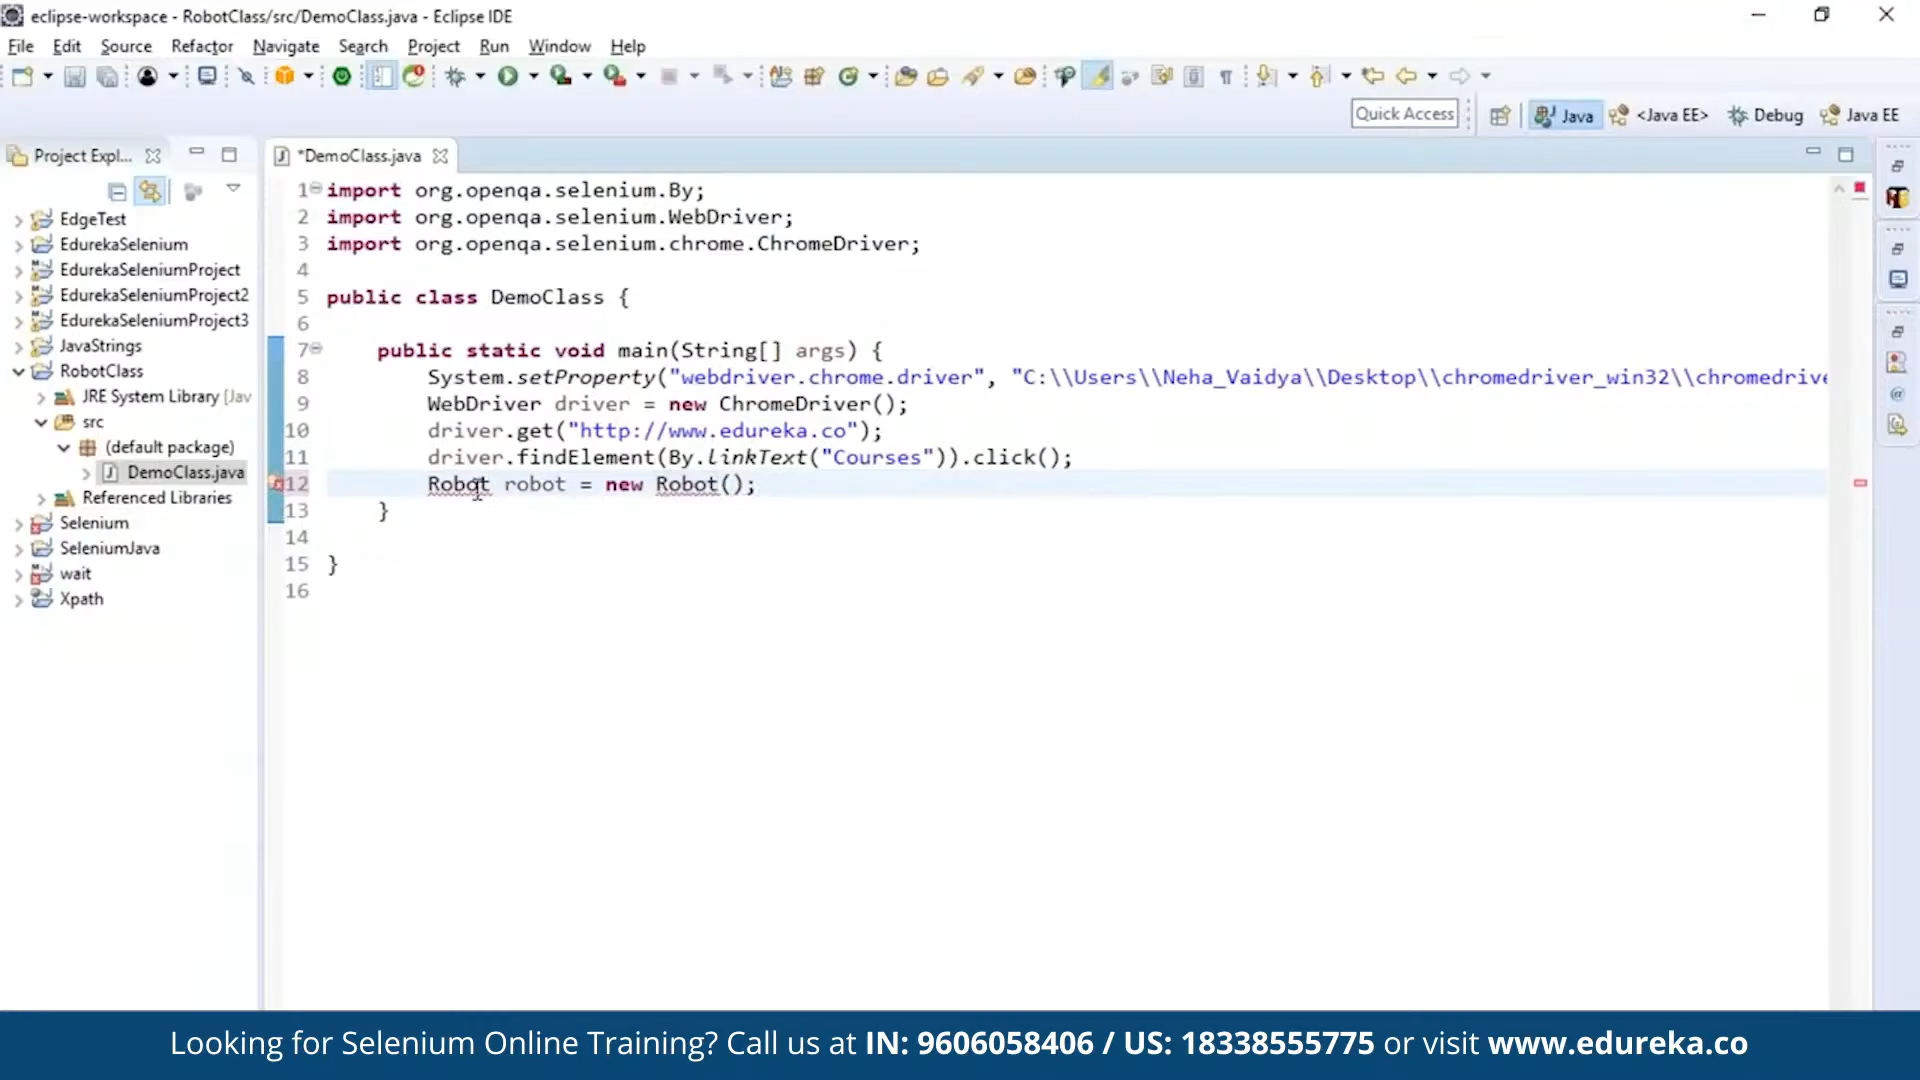 eclipse-workspace - RobotClass/src/DemoClass.java - Eclipse IDE
File Edit Source Refactor Navigate Search Project Run Window Help
Quick Access
Java
<Java EE>
Debug
Java EE
Project Expl...
*DemoClass.java
EdgeTest
EdurekaSelenium
EdurekaSeleniumProject
EdurekaSeleniumProject2
EdurekaSeleniumProject3
JavaStrings
RobotClass
JRE System Library [Jav
src
(default package)
DemoClass.java
Referenced Libraries
Selenium
SeleniumJava
wait
Xpath
1 import org.openqa.selenium.By;
2 import org.openqa.selenium.WebDriver;
3 import org.openqa.selenium.chrome.ChromeDriver;
4
5 public class DemoClass {
6
7 public static void main(String[] args) {
8 System.setProperty("webdriver.chrome.driver", "C:\\Users\\Neha_Vaidya\\Desktop\\chromedriver_win32\\chromedrive
9 WebDriver driver = new ChromeDriver();
10 driver.get("http://www.edureka.co");
11 driver.findElement(By.linkText("Courses")).click();
12 Robot robot = new Robot();
13 }
14
15 }
16
Looking for Selenium Online Training? Call us at IN: 9606058406 / US: 18338555775 or visit www.edureka.co